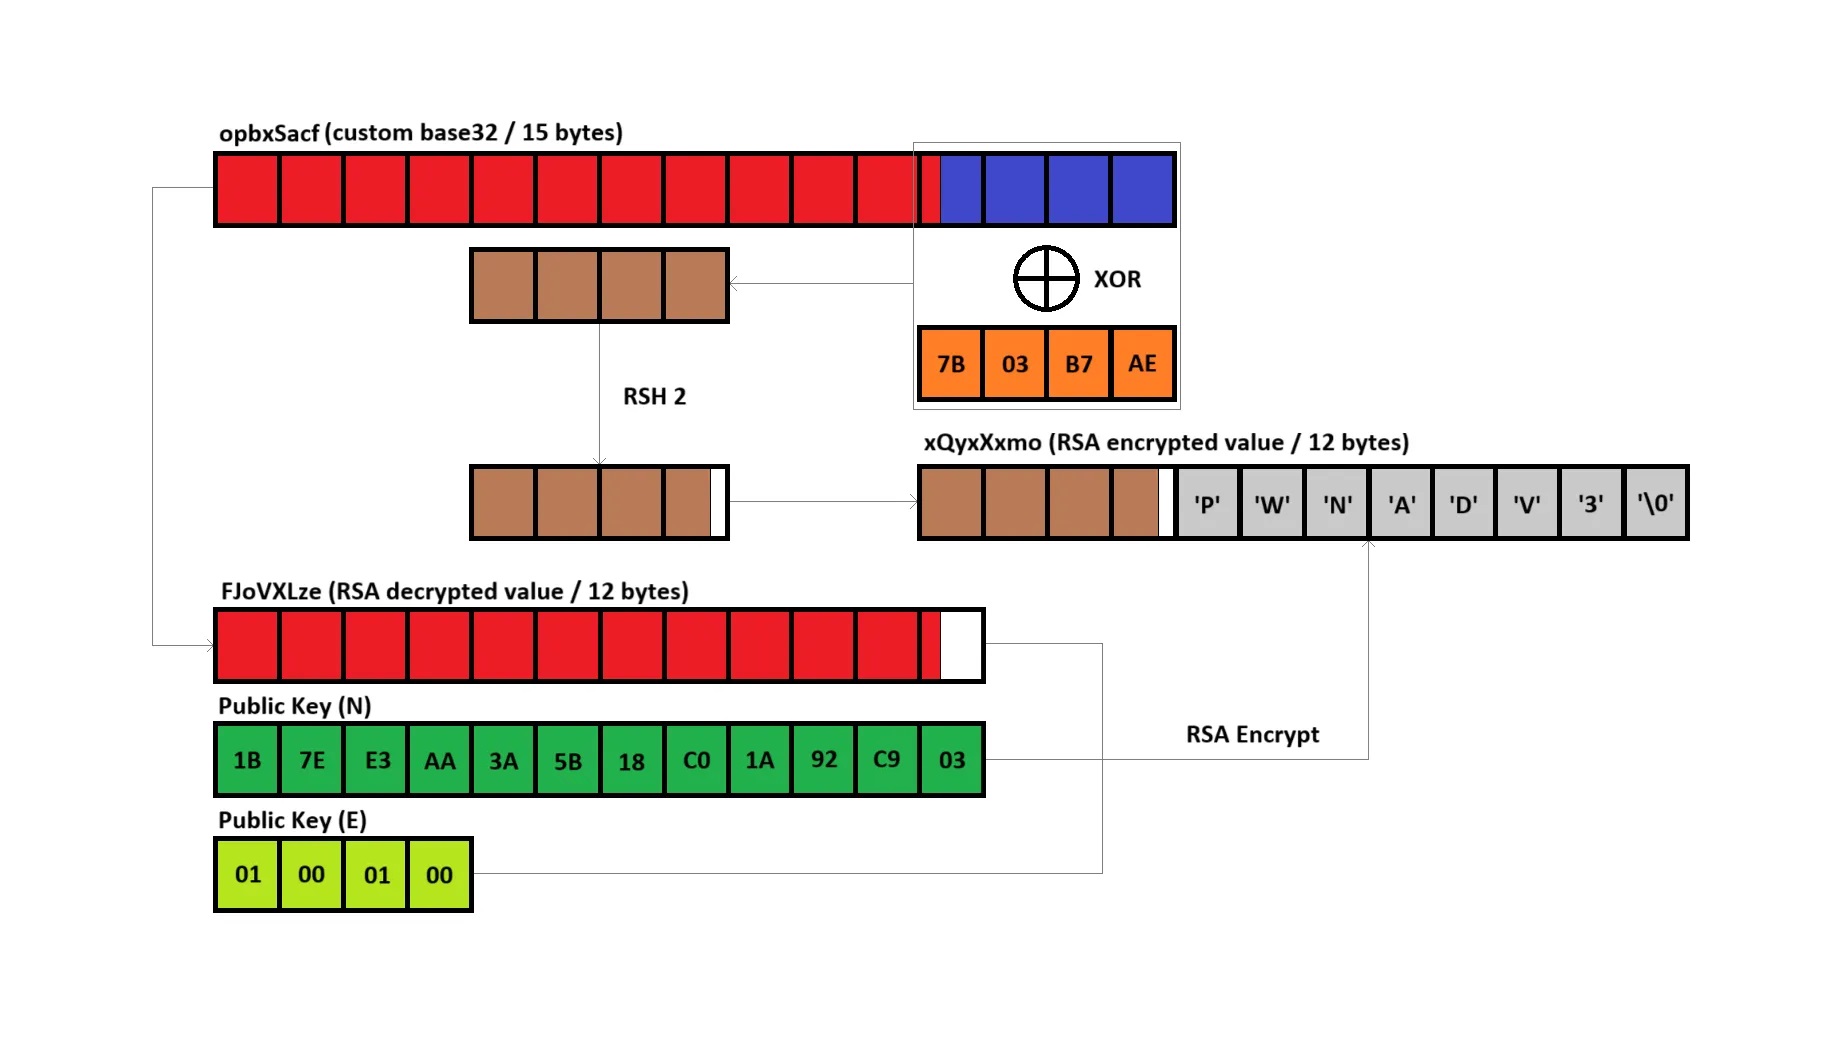 opbxSacf (custom base32 / 15 bytes)
XOR
7B 03 B7 AE
RSH 2
xQyxXxmo (RSA encrypted value / 12 bytes)
'P' 'W' 'N' 'A' 'D' 'V' '3' '\0'
FJoVXLze (RSA decrypted value / 12 bytes)
Public Key (N)
1B 7E E3 AA 3A 5B 18 C0 1A 92 C9 03
RSA Encrypt
Public Key (E)
01 00 01 00